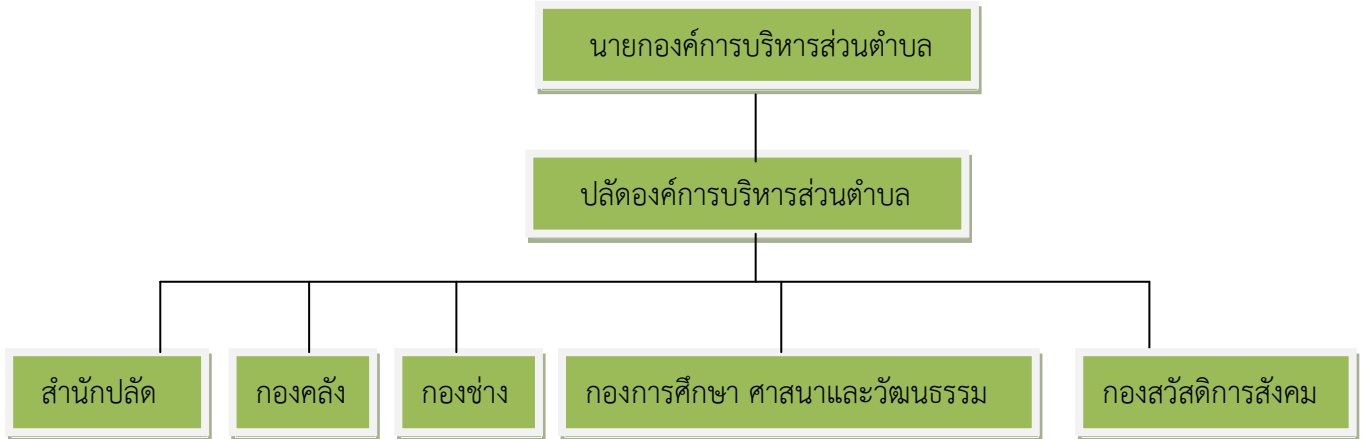 นายกองค์การบริหารส่วนตำบล
ปลัดองค์การบริหารส่วนตำบล
สำนักปลัด
กองคลัง
กองช่าง
กองการศึกษา ศาสนาและวัฒนธรรม
กองสวัสดิการสังคม